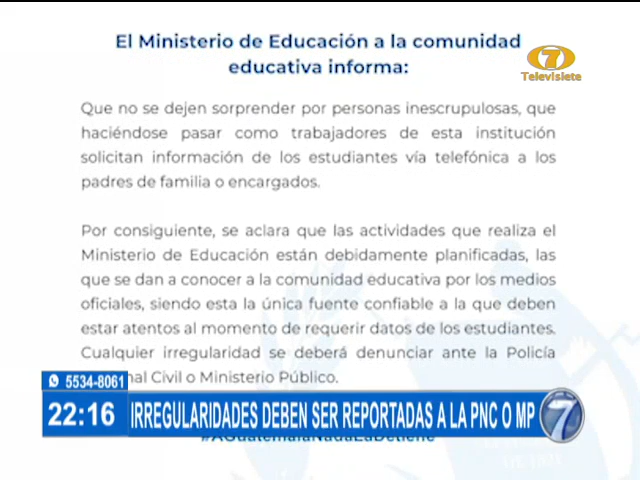 El Ministerio de Educación a la comunidad
educativa informa:
7
Televisiete
Que no se dejen sorprender por personas inescrupulosas, que
haciéndose pasar como trabajadores de esta institución
solicitan información de los estudiantes vía telefónica a los
padres de familia o encargados.
Por consiguiente, se aclara que las actividades que realiza el
Ministerio de Educación están debidamente planificadas, las
que se dan a conocer a la comunidad educativa por los medios
oficiales, siendo esta la única fuente confiable a la que deben
estar atentos al momento de requerir datos de los estudiantes.
Cualquier irregularidad se deberá denunciar ante la Policía
nal Civil o Ministerio Público.
5534-8061
22:16 IRREGULARIDADES DEBEN SER REPORTADAS A LA PNC O MP 7